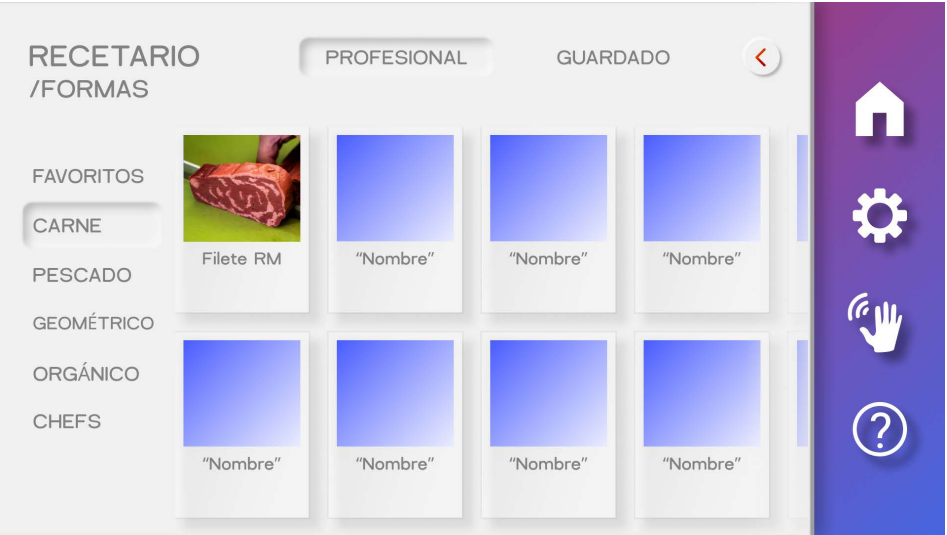 RECETARIO
/FORMAS
PROFESIONAL
GUARDADO
FAVORITOS
CARNE
PESCADO
GEOMÉTRICO
ORGÁNICO
CHEFS
Filete RM
“Nombre”
“Nombre”
“Nombre”
“Nombre”
“Nombre”
“Nombre”
“Nombre”
?